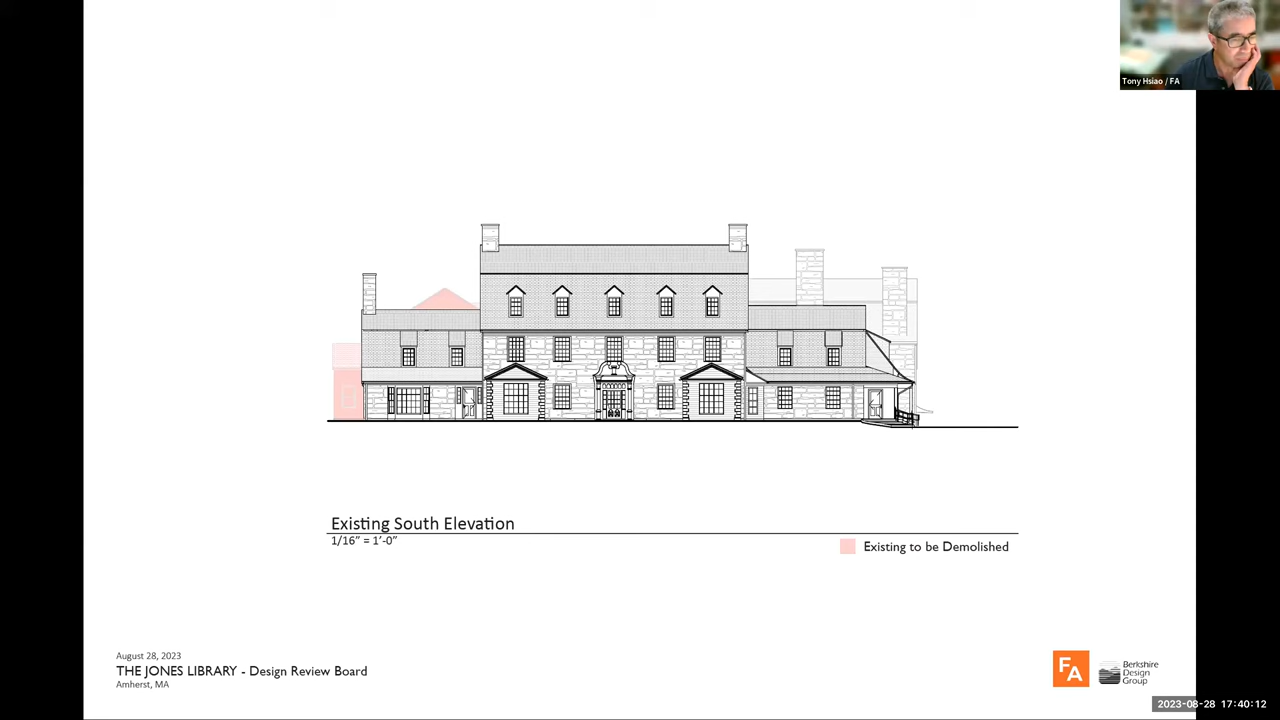 Tony Hsiao / FA
Existing South Elevation
1/16" = 1'-0"
Existing to be Demolished
August 28, 2023
THE JONES LIBRARY - Design Review Board
Amherst, MA
FA
Berkshire
Design
Group
2023-08-28 17:40:12